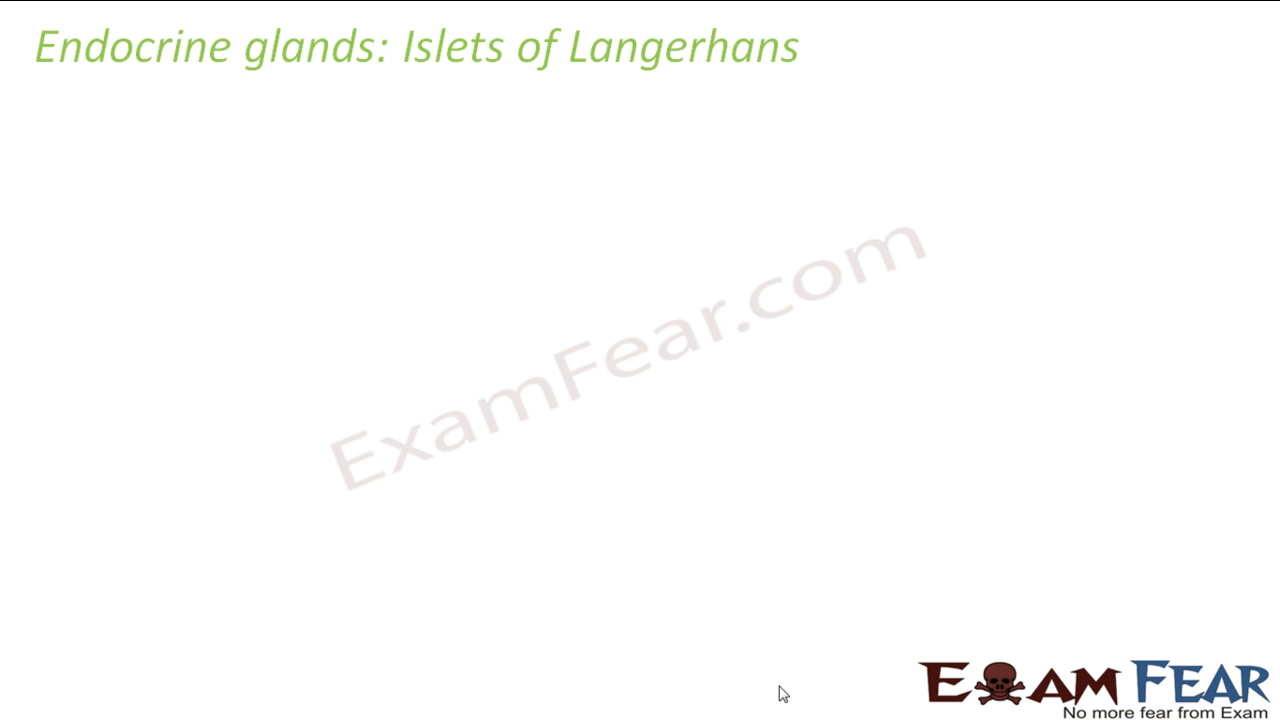 Endocrine glands: Islets of Langerhans
ExamFear.com
EXAM FEAR
No more fear from Exam